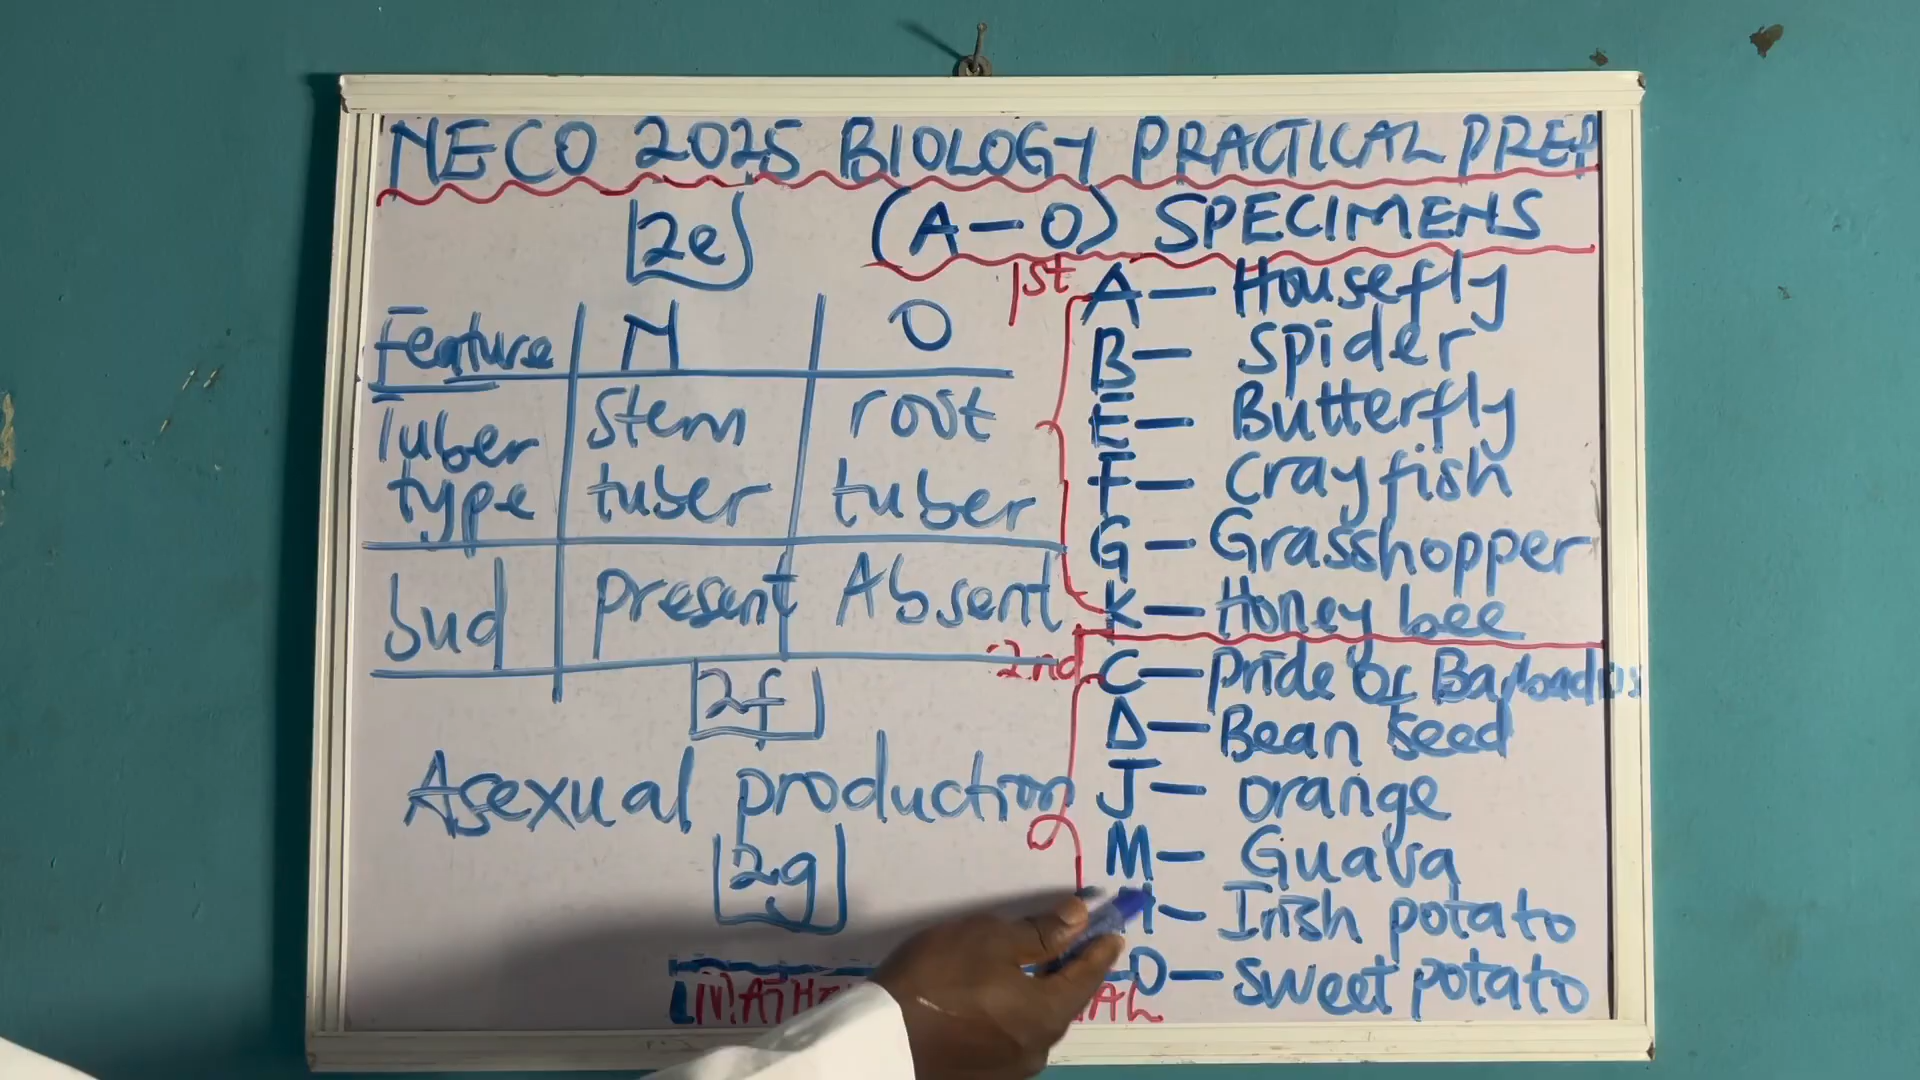 NECO 2025 BIOLOGY PRACTICAL PREP
(A-O) SPECIMENS
2e
Feature N O
Tuber type stem tuber root tuber
bud present Absent
2f
Asexual production
2g
1st
A- Housefly
B- Spider
E- Butterfly
F- Crayfish
G- Grasshopper
K- Honey bee
2nd
C- Pride of Barbados
D- Bean seed
J- orange
M- Guava
N- Irish potato
O- sweet potato